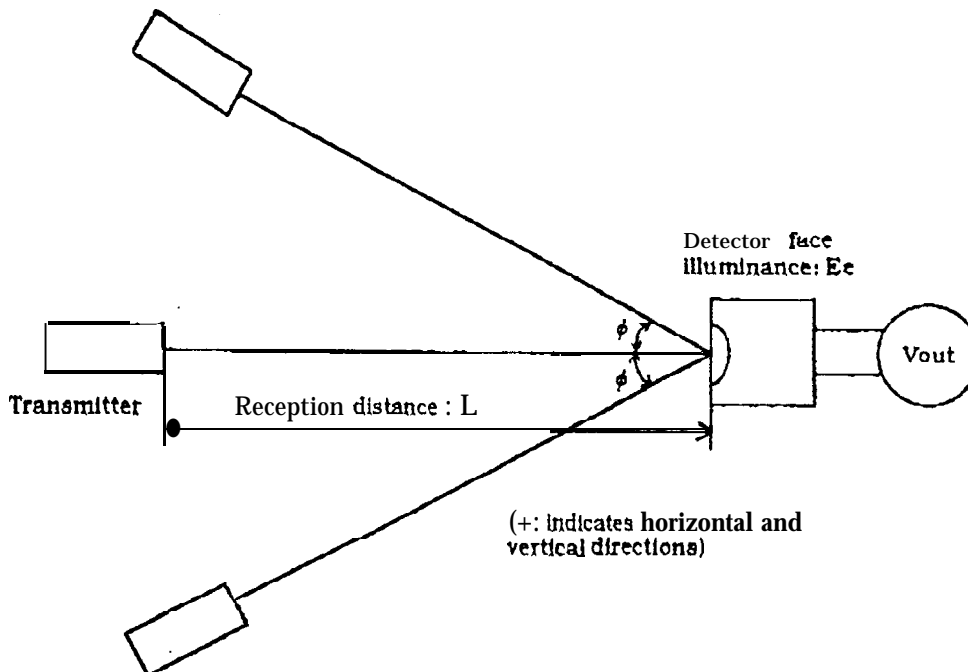 Detector face
illuminance: Ee
ϕ
ϕ
Vout
Transmitter
Reception distance : L
(+: indicates horizontal and
vertical directions)